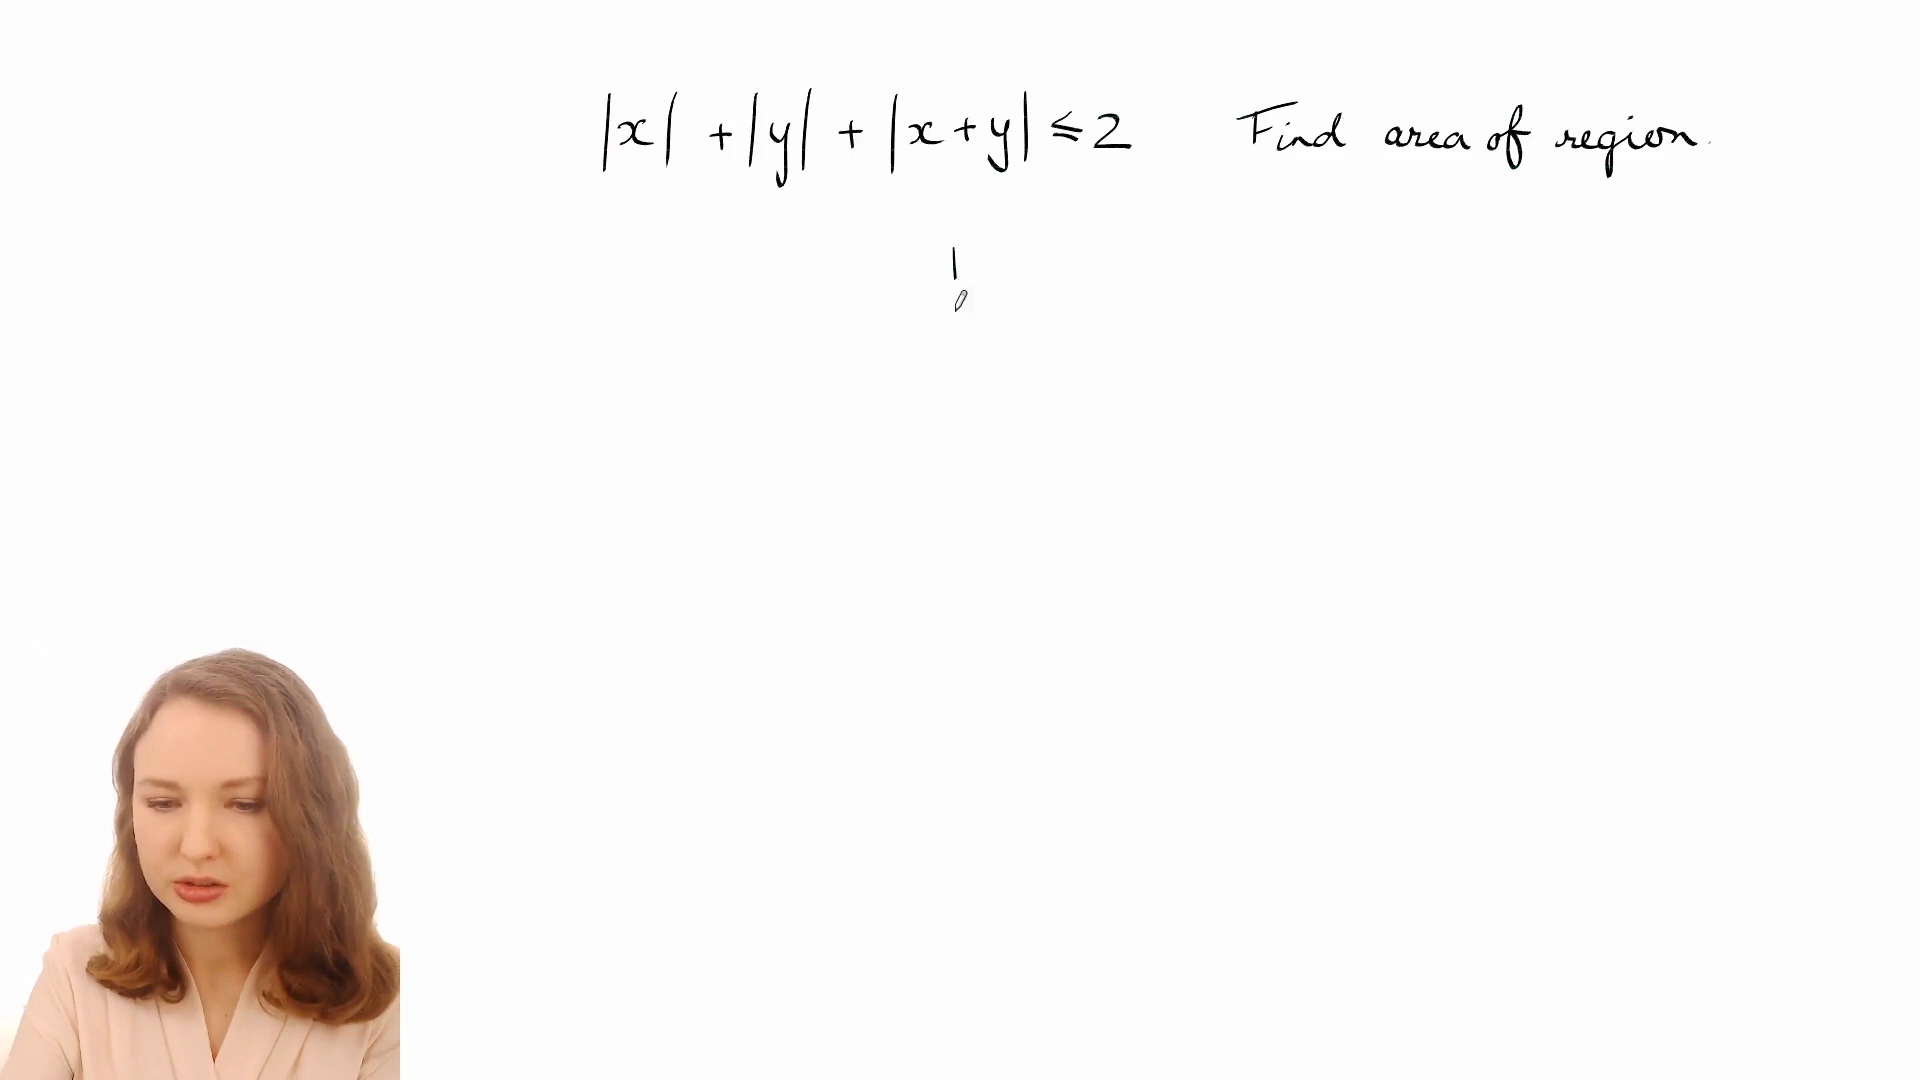 |x| + |y| + |x+y| ≤ 2 Find area of region.